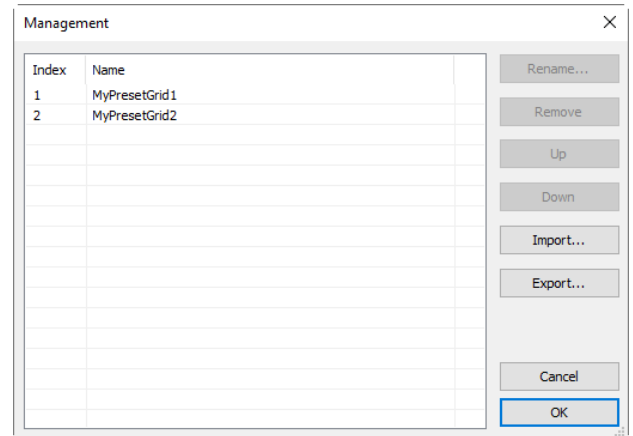 Management
Index Name
1 MyPresetGrid1
2 MyPresetGrid2
Rename...
Remove
Up
Down
Import...
Export...
Cancel
OK